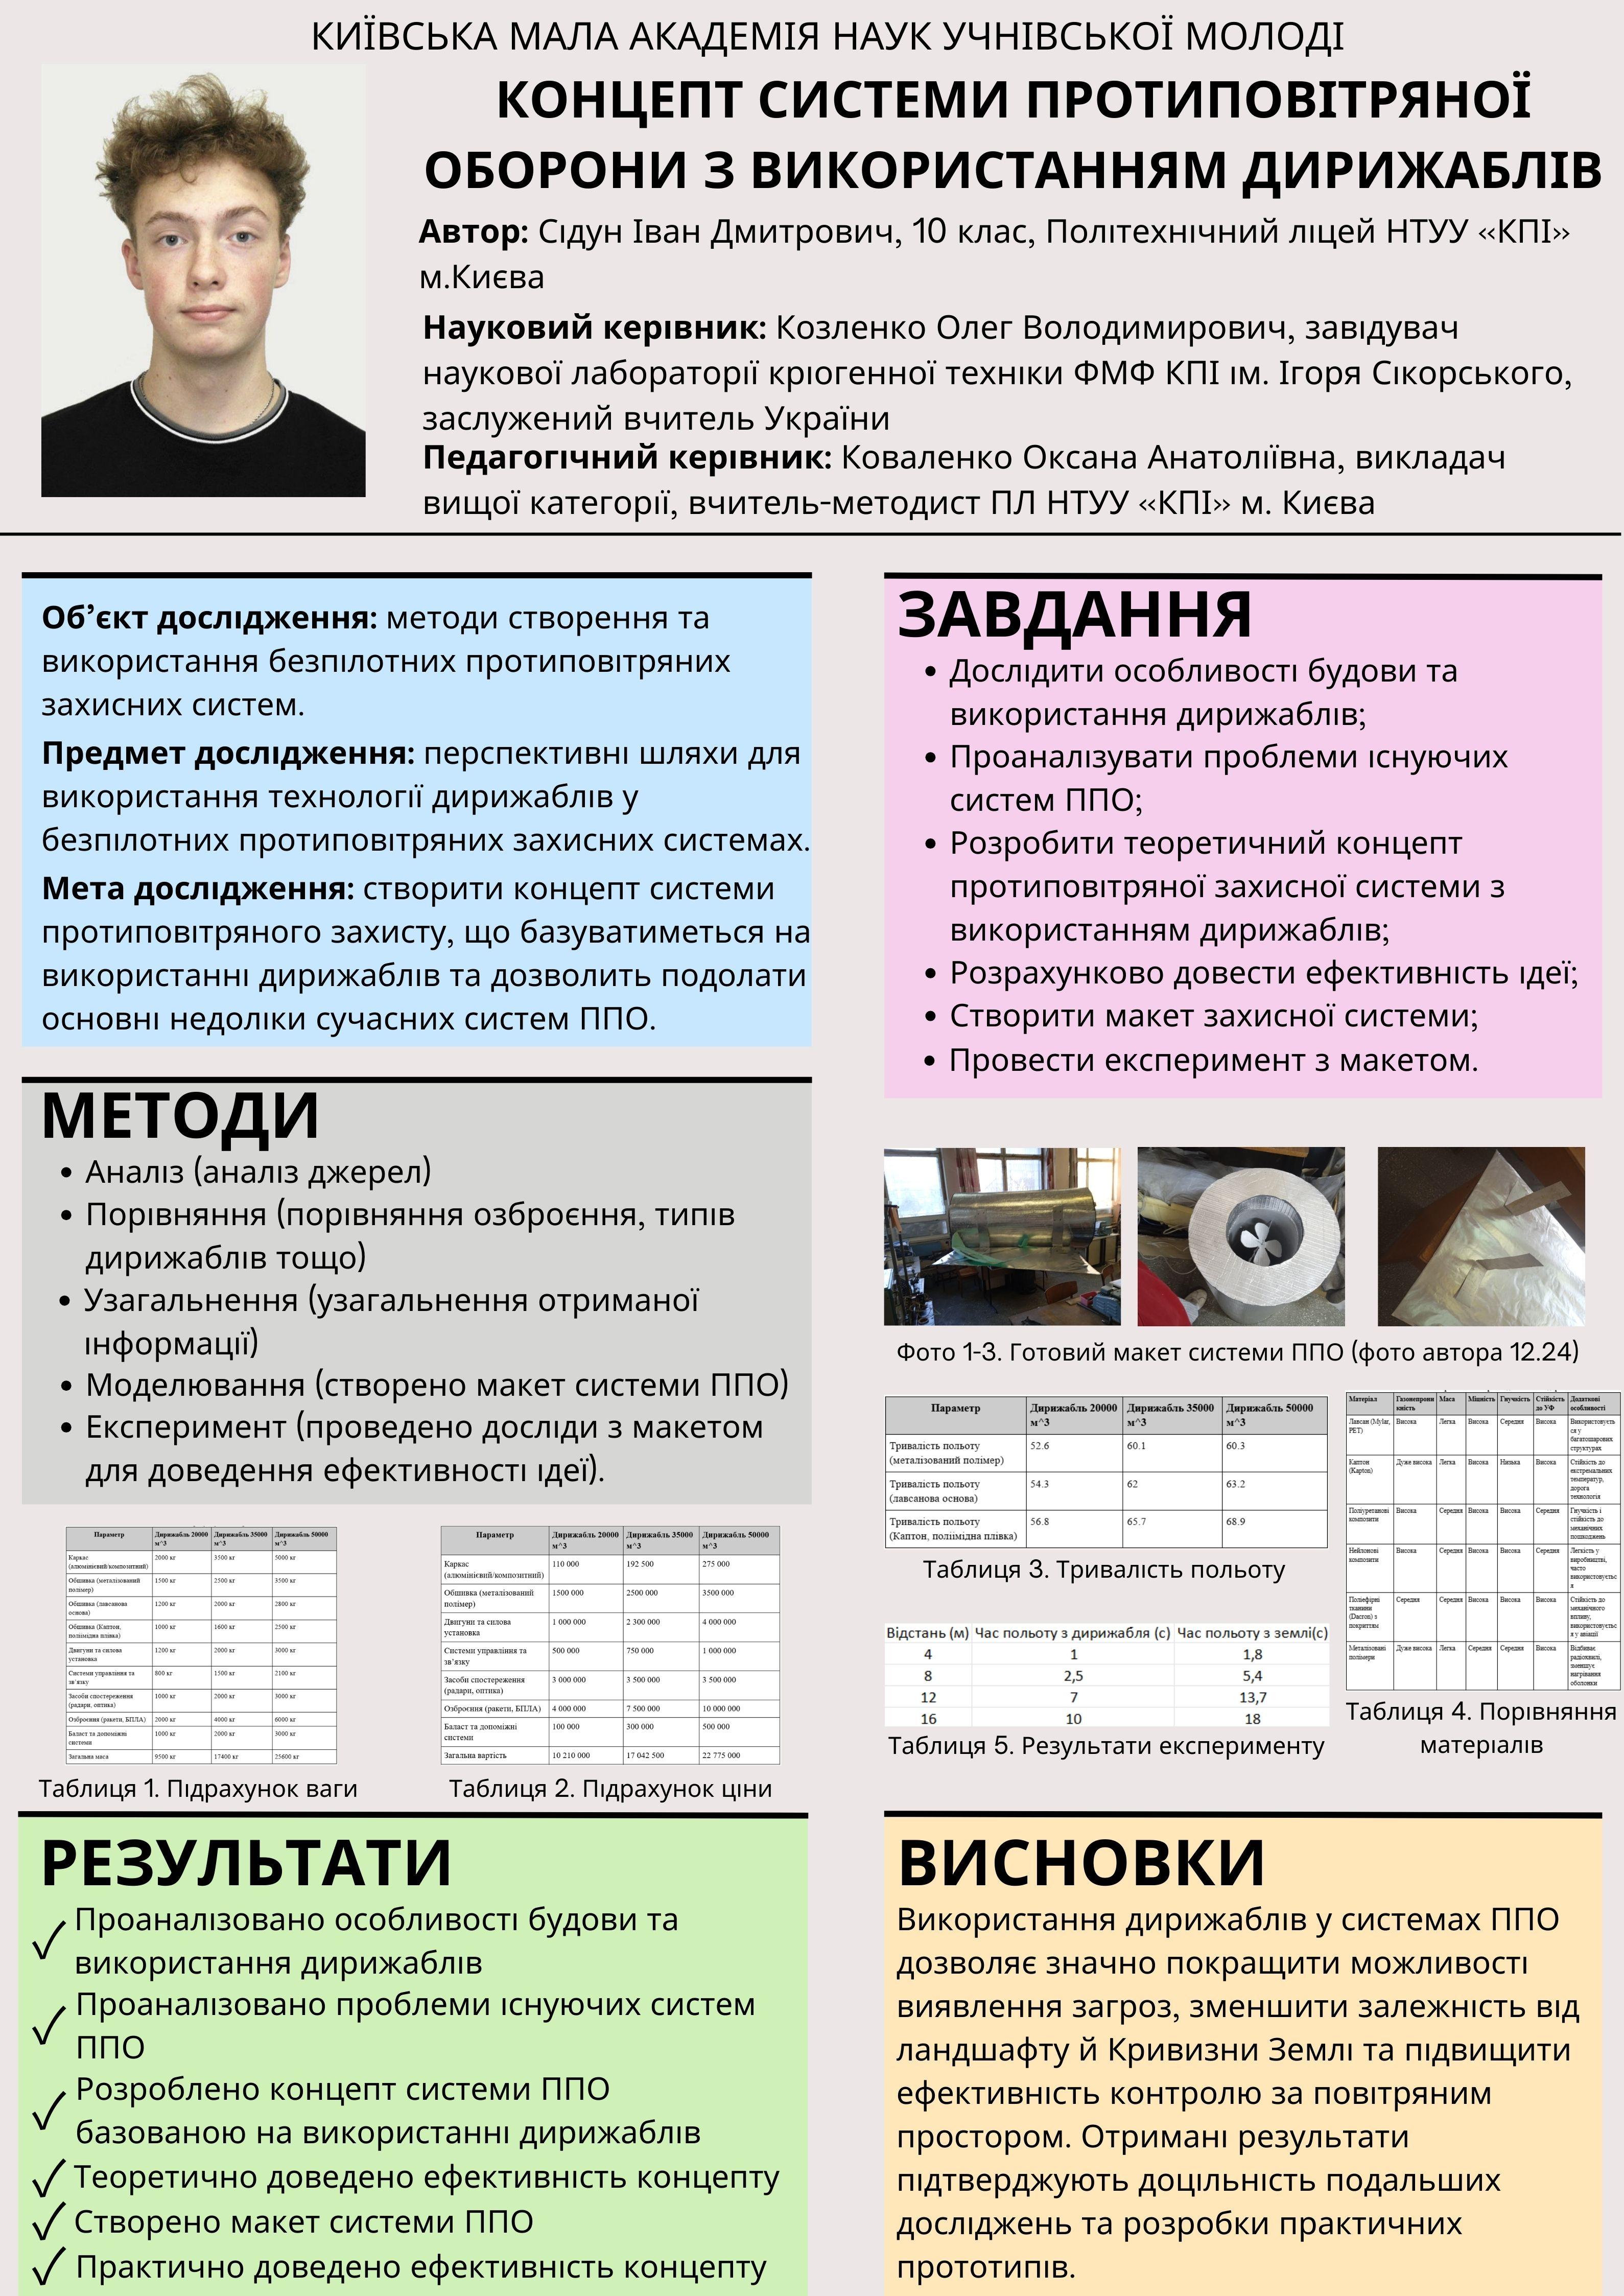 КИЇВСЬКА МАЛА АКАДЕМІЯ НАУК УЧНІВСЬКОЇ МОЛОДІ
КОНЦЕПТ СИСТЕМИ ПРОТИПОВІТРЯНОЇ
ОБОРОНИ З ВИКОРИСТАННЯМ ДИРИЖАБЛІВ
Автор: Сідун Іван Дмитрович, 10 клас, Політехнічний ліцей НТУУ «КПІ»
м.Києва
Науковий керівник: Козленко Олег Володимирович, завідувач
наукової лабораторії кріогенної техніки ФМФ КПІ ім. Ігоря Сікорського,
заслужений вчитель України
Педагогічний керівник: Коваленко Оксана Анатоліївна, викладач
вищої категорії, вчитель-методист ПЛ НТУУ «КПІ» м. Києва
Об’єкт дослідження: методи створення та
використання безпілотних протиповітряних
захисних систем.
Предмет дослідження: перспективні шляхи для
використання технології дирижаблів у
безпілотних протиповітряних захисних системах.
Мета дослідження: створити концепт системи
протиповітряного захисту, що базуватиметься на
використанні дирижаблів та дозволить подолати
основні недоліки сучасних систем ППО.
ЗАВДАННЯ
• Дослідити особливості будови та
використання дирижаблів;
• Проаналізувати проблеми існуючих
систем ППО;
• Розробити теоретичний концепт
протиповітряної захисної системи з
використанням дирижаблів;
• Розрахунково довести ефективність ідеї;
• Створити макет захисної системи;
• Провести експеримент з макетом.
МЕТОДИ
• Аналіз (аналіз джерел)
• Порівняння (порівняння озброєння, типів
дирижаблів тощо)
• Узагальнення (узагальнення отриманої
інформації)
• Моделювання (створено макет системи ППО)
• Експеримент (проведено досліди з макетом
для доведення ефективності ідеї).
Фото 1-3. Готовий макет системи ППО (фото автора 12.24)
Параметр Дирижабль 20000 м^3 Дирижабль 35000 м^3 Дирижабль 50000 м^3
Каркас (алюмінієвий/композитний) 2000 кг 3500 кг 5000 кг
Обшивка (металізований полімер) 1500 кг 2500 кг 3500 кг
Обшивка (лавсанова основа) 1200 кг 2000 кг 2800 кг
Обшивка (Каптон, поліімідна плівка) 1000 кг 1600 кг 2500 кг
Двигуни та силова установка 1200 кг 2000 кг 3000 кг
Системи управління та зв’язку 800 кг 1500 кг 2100 кг
Засоби спостереження (радари, оптика) 1000 кг 2000 кг 3000 кг
Озброєння (ракети, БПЛА) 2000 кг 4000 кг 6000 кг
Баласт та допоміжні системи 1000 кг 2000 кг 3000 кг
Загальна маса 9500 кг 17400 кг 25600 кг
Таблиця 1. Підрахунок ваги
Параметр Дирижабль 20000 м^3 Дирижабль 35000 м^3 Дирижабль 50000 м^3
Каркас (алюмінієвий/композитний) 110 000 192 500 275 000
Обшивка (металізований полімер) 1500 000 2500 000 3500 000
Двигуни та силова установка 1 000 000 2 300 000 4 000 000
Системи управління та зв’язку 500 000 750 000 1 000 000
Засоби спостереження (радари, оптика) 3 000 000 3 500 000 3 500 000
Озброєння (ракети, БПЛА) 4 000 000 7 500 000 10 000 000
Баласт та допоміжні системи 100 000 300 000 500 000
Загальна вартість 10 210 000 17 042 500 22 775 000
Таблиця 2. Підрахунок ціни
Параметр Дирижабль 20000 м^3 Дирижабль 35000 м^3 Дирижабль 50000 м^3
Тривалість польоту (металізований полімер) 52.6 60.1 60.3
Тривалість польоту (лавсанова основа) 54.3 62 63.2
Тривалість польоту (Каптон, поліімідна плівка) 56.8 65.7 68.9
Таблиця 3. Тривалість польоту
Матеріал Газонепроникність Маса Міцність Гнучкість Стійкість до УФ Додаткові особливості
Лавсан (Mylar, PET) Висока Легка Висока Середня Висока Використовується у багатошарових структурах
Каптон (Kapton) Дуже висока Легка Висока Низька Висока Стійкість до екстремальних температур, дорога технологія
Поліуретанові композити Висока Середня Висока Висока Середня Гнучкість і стійкість до механічних пошкоджень
Нейлонові композити Висока Середня Висока Висока Середня Легкість у виробництві, часто використовується
Поліефірні тканини (Dacron) з покриттям Середня Середня Висока Висока Висока Стійкість до механічного впливу, використовується у авіації
Металізовані полімери Дуже висока Легка Середня Середня Висока Відбиває радіохвилі, зменшує нагрівання оболонки
Таблиця 4. Порівняння
матеріалів
Відстань (м) Час польоту з дирижабля (с) Час польоту з землі(с)
4 1 1,8
8 2,5 5,4
12 7 13,7
16 10 18
Таблиця 5. Результати експерименту
РЕЗУЛЬТАТИ
✓ Проаналізовано особливості будови та
використання дирижаблів
✓ Проаналізовано проблеми існуючих систем
ППО
✓ Розроблено концепт системи ППО
базованою на використанні дирижаблів
✓ Теоретично доведено ефективність концепту
✓ Створено макет системи ППО
✓ Практично доведено ефективність концепту
ВИСНОВКИ
Використання дирижаблів у системах ППО
дозволяє значно покращити можливості
виявлення загроз, зменшити залежність від
ландшафту й Кривизни Землі та підвищити
ефективність контролю за повітряним
простором. Отримані результати
підтверджують доцільність подальших
досліджень та розробки практичних
прототипів.